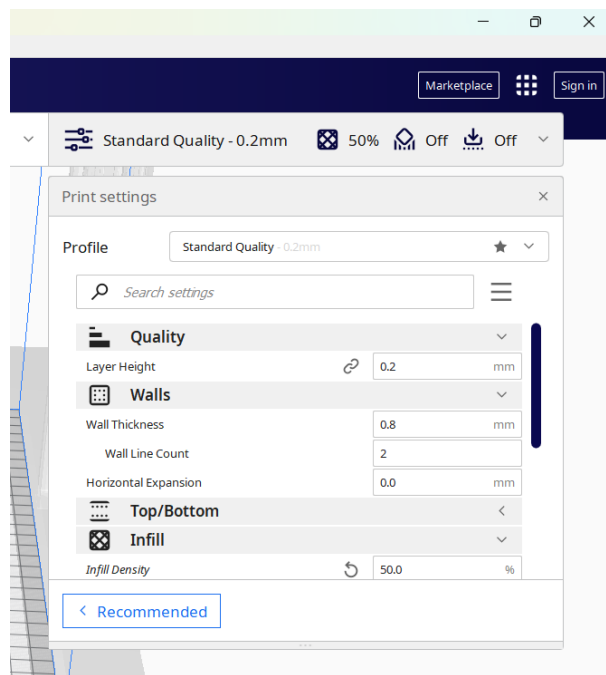 Marketplace Sign in
Standard Quality - 0.2mm 50% Off Off
Print settings
Profile Standard Quality - 0.2mm
Search settings
Quality
Layer Height 0.2 mm
Walls
Wall Thickness 0.8 mm
Wall Line Count 2
Horizontal Expansion 0.0 mm
Top/Bottom
Infill
Infill Density 50.0 %
Recommended